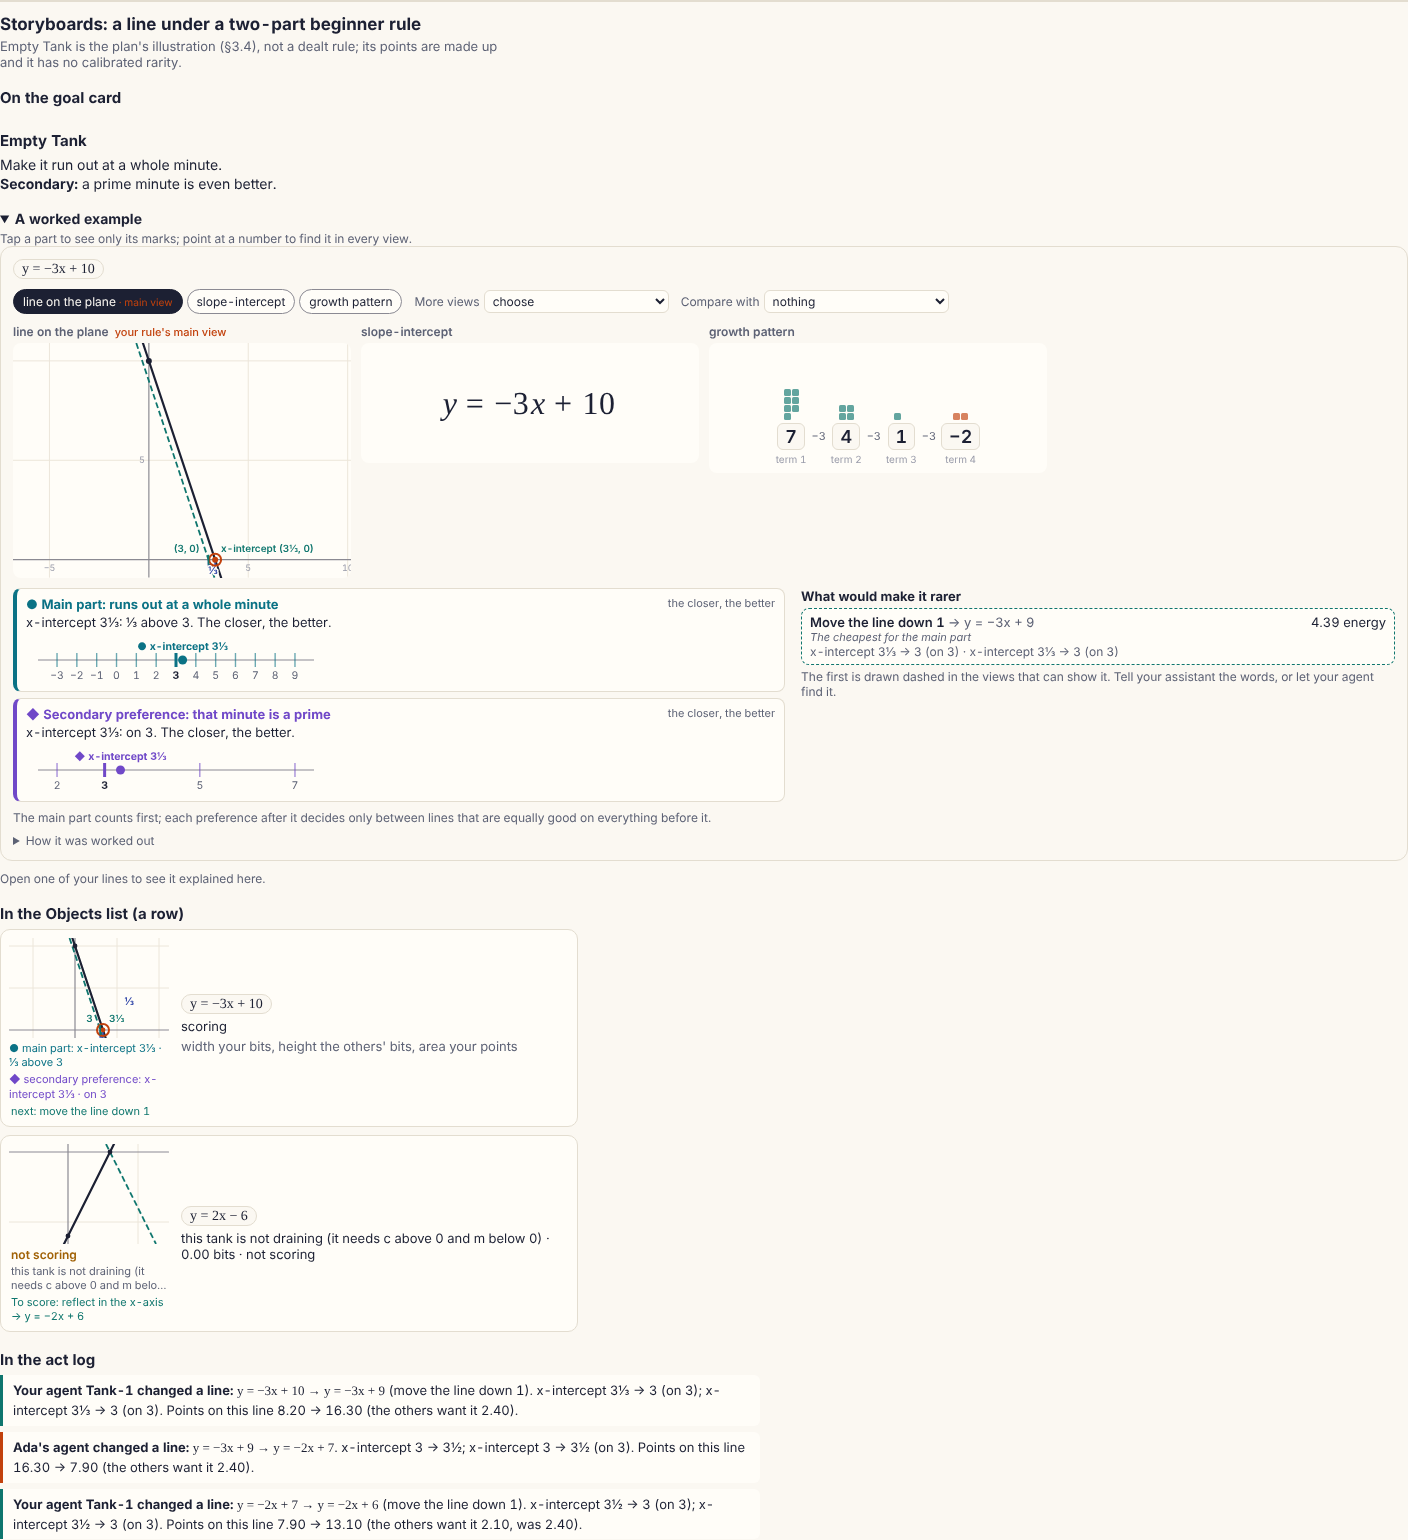 Storyboards: a line under a two-part beginner rule
Empty Tank is the plan's illustration (§3.4), not a dealt rule; its points are made up
and it has no calibrated rarity.
On the goal card
Empty Tank
Make it run out at a whole minute.
Secondary: a prime minute is even better.
▼ A worked example
Tap a part to see only its marks; point at a number to find it in every view.
y = −3x + 10
line on the plane · main view
slope-intercept
growth pattern
More views
choose
Compare with
nothing
line on the plane your rule's main view
5
(3, 0)
x-intercept (3⅓, 0)
−5
⅓
5
10
slope-intercept
y = −3x + 10
growth pattern
7 −3 4 −3 1 −3 −2
term 1 term 2 term 3 term 4
● Main part: runs out at a whole minute
the closer, the better
x-intercept 3⅓: ⅓ above 3. The closer, the better.
● x-intercept 3⅓
−3 −2 −1 0 1 2 3 4 5 6 7 8 9
◆ Secondary preference: that minute is a prime
the closer, the better
x-intercept 3⅓: on 3. The closer, the better.
◆ x-intercept 3⅓
2 3 5 7
What would make it rarer
Move the line down 1 → y = −3x + 9
4.39 energy
The cheapest for the main part
x-intercept 3⅓ → 3 (on 3) · x-intercept 3⅓ → 3 (on 3)
The first is drawn dashed in the views that can show it. Tell your assistant the words, or let your agent
find it.
The main part counts first; each preference after it decides only between lines that are equally good on everything before it.
▶ How it was worked out
Open one of your lines to see it explained here.
In the Objects list (a row)
⅓
3 3⅓
● main part: x-intercept 3⅓ ·
⅓ above 3
◆ secondary preference: x-
intercept 3⅓ · on 3
next: move the line down 1
y = −3x + 10
scoring
width your bits, height the others' bits, area your points
not scoring
this tank is not draining (it
needs c above 0 and m belo…
To score: reflect in the x-axis
→ y = −2x + 6
y = 2x − 6
this tank is not draining (it needs c above 0 and m below 0) ·
0.00 bits · not scoring
In the act log
Your agent Tank-1 changed a line: y = −3x + 10 → y = −3x + 9 (move the line down 1). x-intercept 3⅓ → 3 (on 3); x-
intercept 3⅓ → 3 (on 3). Points on this line 8.20 → 16.30 (the others want it 2.40).
Ada's agent changed a line: y = −3x + 9 → y = −2x + 7. x-intercept 3 → 3½; x-intercept 3 → 3½ (on 3). Points on this line
16.30 → 7.90 (the others want it 2.40).
Your agent Tank-1 changed a line: y = −2x + 7 → y = −2x + 6 (move the line down 1). x-intercept 3½ → 3 (on 3); x-
intercept 3½ → 3 (on 3). Points on this line 7.90 → 13.10 (the others want it 2.10, was 2.40).